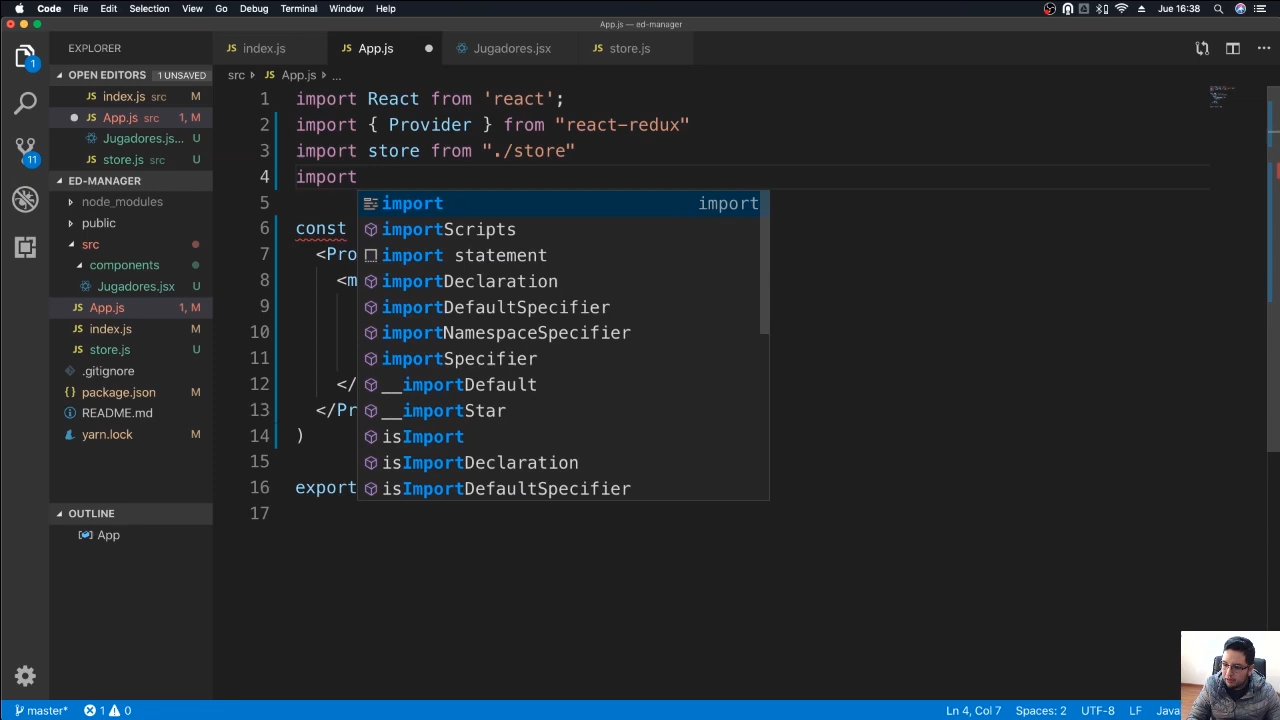 Code File Edit Selection View Go Debug Terminal Window Help Jue 16:38
App.js — ed-manager
EXPLORER
OPEN EDITORS 1 UNSAVED
index.js src M
App.js src 1, M
Jugadores.js... U
store.js src U
ED-MANAGER
node_modules
public
src
components
Jugadores.jsx U
App.js 1, M
index.js M
store.js U
.gitignore
package.json M
README.md
yarn.lock M
OUTLINE
App
index.js App.js Jugadores.jsx store.js
src App.js ...
1 import React from 'react';
2 import { Provider } from "react-redux"
3 import store from "./store"
4 import
5
6 const
7 <Pro
8 <m
9
10
11
12 </
13 </Pr
14 )
15
16 export
17
import import
importScripts
import statement
importDeclaration
importDefaultSpecifier
importNamespaceSpecifier
importSpecifier
__importDefault
__importStar
isImport
isImportDeclaration
isImportDefaultSpecifier
master* 1 0 Ln 4, Col 7 Spaces: 2 UTF-8 LF Java